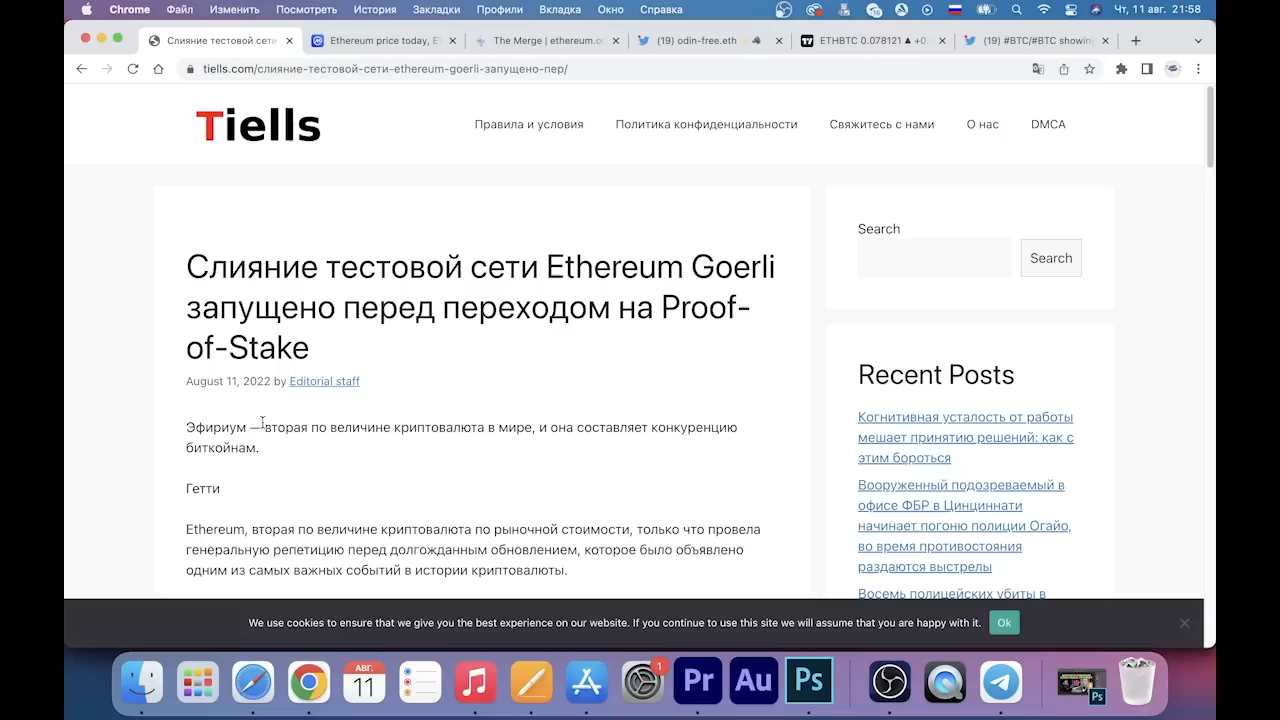 Chrome Файл Изменить Посмотреть История Закладки Профили Вкладка Окно Справка Чт, 11 авг. 21:58
Слияние тестовой сети Ethereum price today, E The Merge | ethereum.o (19) odin-free.eth ETHBTC 0.078121 ▲ +0. (19) #BTC/#BTC showing
tiells.com/слияние-тестовой-сети-ethereum-goerli-запущено-пер/
Tiells
Правила и условия Политика конфиденциальности Свяжитесь с нами О нас DMCA
Слияние тестовой сети Ethereum Goerli
запущено перед переходом на Proof-
of-Stake
August 11, 2022 by Editorial staff
Эфириум — вторая по величине криптовалюта в мире, и она составляет конкуренцию
биткойнам.
Гетти
Ethereum, вторая по величине криптовалюта по рыночной стоимости, только что провела
генеральную репетицию перед долгожданным обновлением, которое было объявлено
одним из самых важных событий в истории криптовалюты.
Search
Search
Recent Posts
Когнитивная усталость от работы
мешает принятию решений: как с
этим бороться
Вооруженный подозреваемый в
офисе ФБР в Цинциннати
начинает погоню полиции Огайо,
во время противостояния
раздаются выстрелы
Восемь полицейских убиты в
We use cookies to ensure that we give you the best experience on our website. If you continue to use this site we will assume that you are happy with it. Ok
АВГ.
11
1
Pr Au Ps
Ps